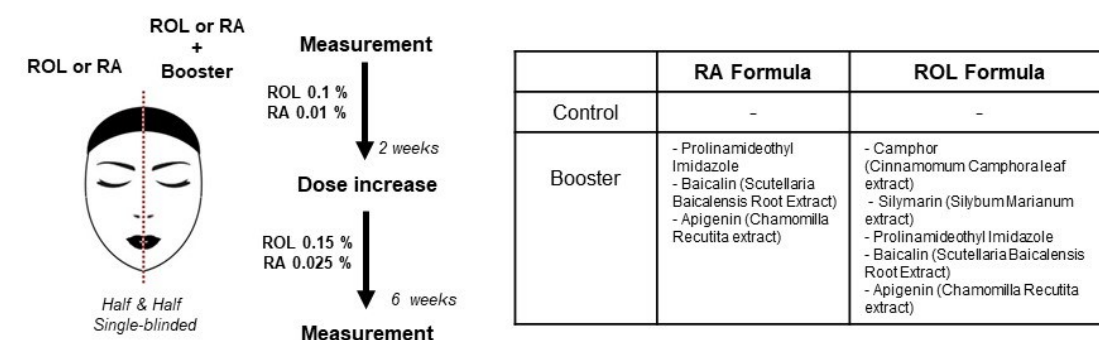 ROL or RA
ROL or RA
+
Booster
Half & Half
Single-blinded
Measurement
ROL 0.1 %
RA 0.01 %
2 weeks
Dose increase
ROL 0.15 %
RA 0.025 %
6 weeks
Measurement
RA Formula
ROL Formula
Control
-
-
Booster
- Prolinamideothyl
Imidazole
- Baicalin (Scutellaria
Baicalensis Root Extract)
- Apigenin (Chamomilla
Recutita extract)
- Camphor
(Cinnamomum Camphora leaf
extract)
- Silymarin (Silybum Marianum
extract)
- Prolinamideothyl Imidazole
- Baicalin (Scutellaria Baicalensis
Root Extract)
- Apigenin (Chamomilla Recutita
extract)